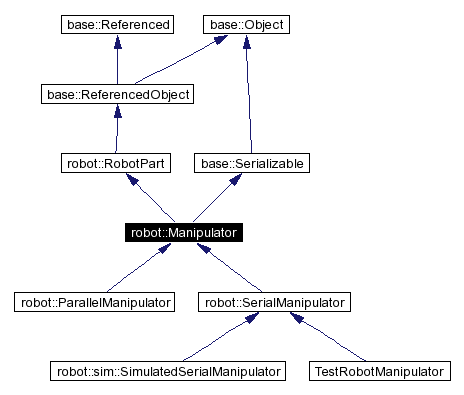 base::Referenced
base::Object
base::ReferencedObject
robot::RobotPart
base::Serializable
robot::Manipulator
robot::ParallelManipulator
robot::SerialManipulator
robot::sim::SimulatedSerialManipulator
TestRobotManipulator